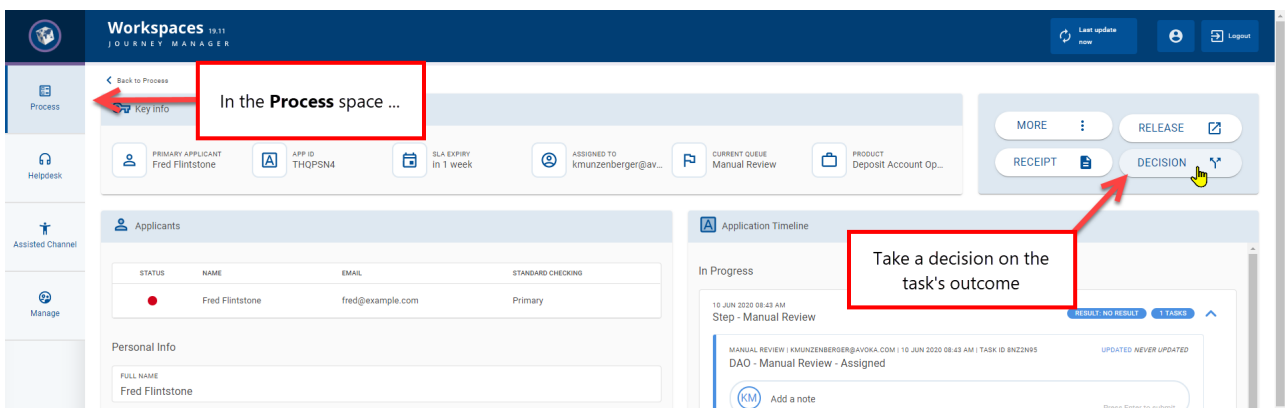 Workspaces 19.11
JOURNEY MANAGER
Last update
now
Logout
Process
Helpdesk
Assisted Channel
Manage
Back to Process
Key info
In the Process space ...
PRIMARY APPLICANT
Fred Flintstone
APP ID
THQPSN4
SLA EXPIRY
in 1 week
ASSIGNED TO
kmunzenberger@av...
CURRENT QUEUE
Manual Review
PRODUCT
Deposit Account Op...
MORE
RELEASE
RECEIPT
DECISION
Take a decision on the
task's outcome
Applicants
STATUS NAME EMAIL STANDARD CHECKING
Fred Flintstone fred@example.com Primary
Personal Info
FULL NAME
Fred Flintstone
Application Timeline
In Progress
10 JUN 2020 08:43 AM
Step - Manual Review
RESULT: NO RESULT
1 TASKS
MANUAL REVIEW | KMUNZENBERGER@AVOKA.COM | 10 JUN 2020 08:43 AM | TASK ID 8NZ2N95
UPDATED NEVER UPDATED
DAO - Manual Review - Assigned
KM
Add a note
Press Enter to submit